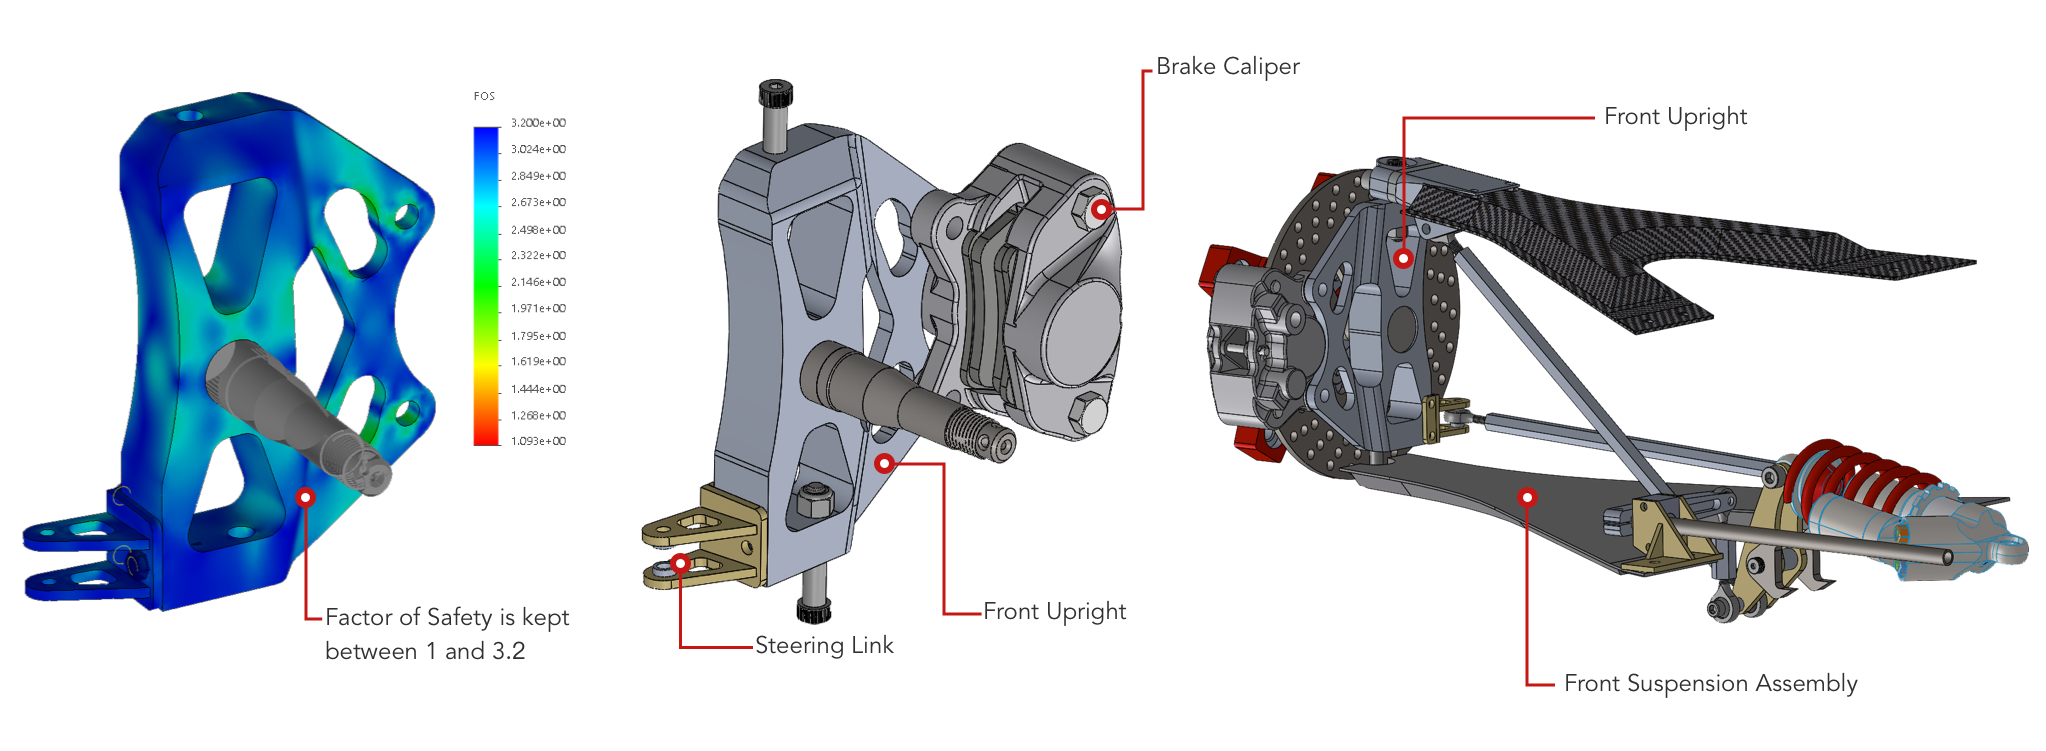 FOS
3.200e+00
3.024e+00
2.849e+00
2.673e+00
2.498e+00
2.322e+00
2.146e+00
1.971e+00
1.795e+00
1.619e+00
1.444e+00
1.268e+00
1.093e+00
Factor of Safety is kept
between 1 and 3.2
Brake Caliper
Front Upright
Steering Link
Front Upright
Front Suspension Assembly